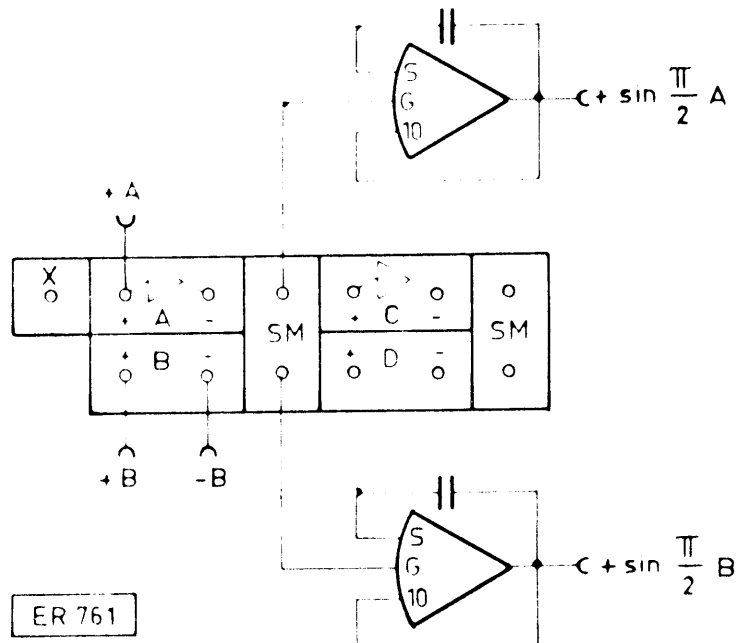 S
G
10
+ sin π/2 A
+ A
X
+ A -
SM
+ C -
SM
+ B -
+ D -
+B -B
S
G
10
+ sin π/2 B
ER 761